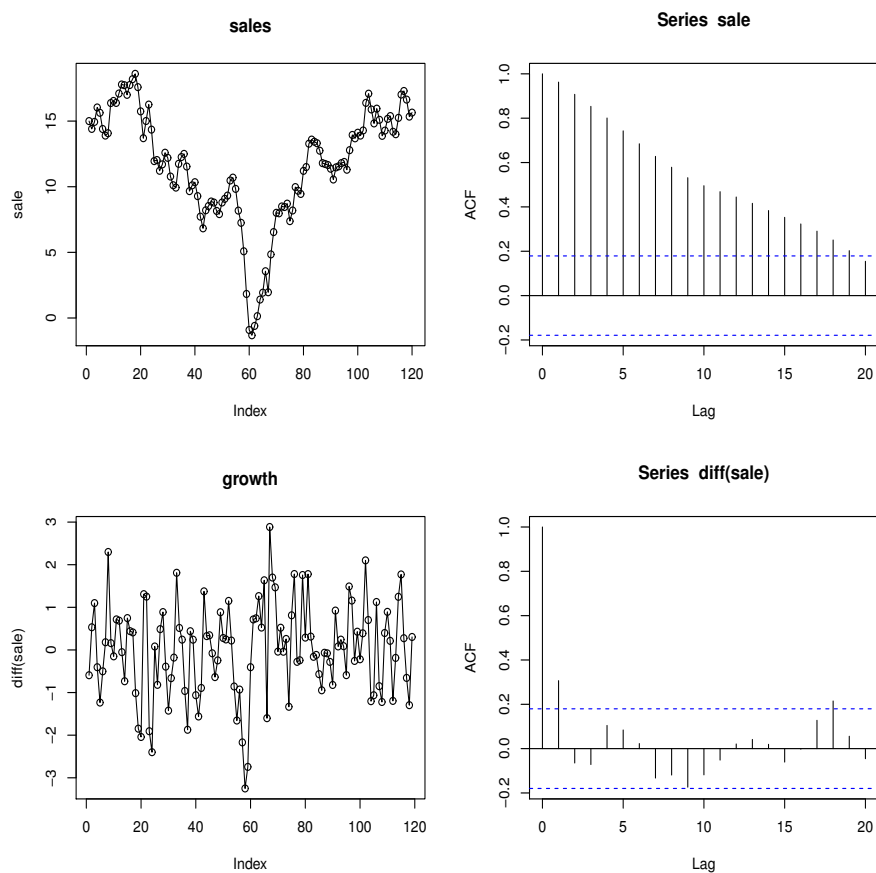 sales
sale
0 5 10 15
0 20 40 60 80 100 120
Index
Series sale
ACF
−0.2 0.0 0.2 0.4 0.6 0.8 1.0
0 5 10 15 20
Lag
growth
diff(sale)
−3 −2 −1 0 1 2 3
0 20 40 60 80 100 120
Index
Series diff(sale)
ACF
−0.2 0.0 0.2 0.4 0.6 0.8 1.0
0 5 10 15 20
Lag